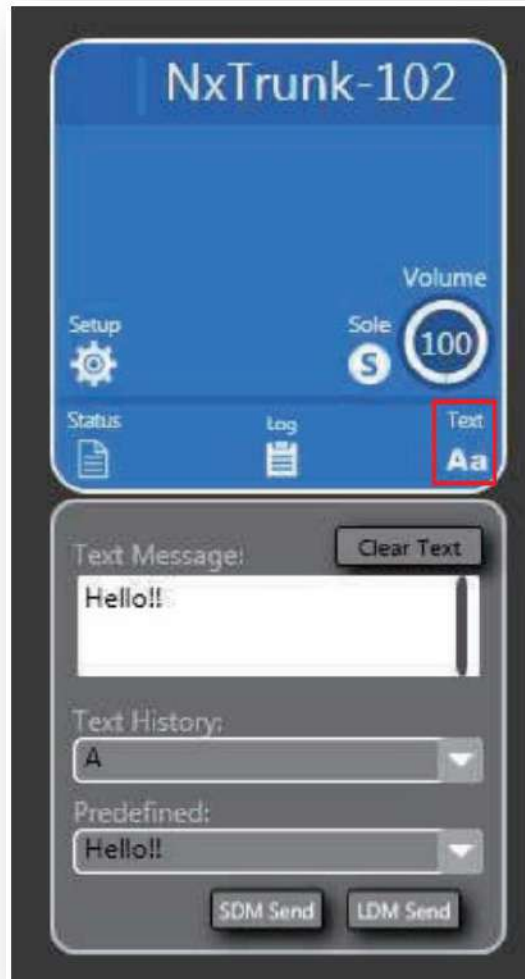 NxTrunk-102
Volume
Setup
Sole
100
S
Status
Log
Text
Aa
Text Message:
Clear Text
Hello!!
Text History:
A
Predefined:
Hello!!
SDM Send
LDM Send